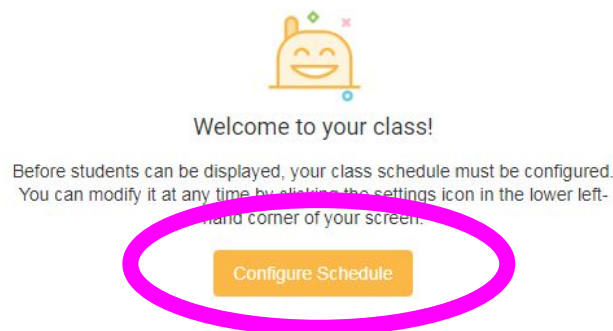 Welcome to your class!
Before students can be displayed, your class schedule must be configured.
You can modify it at any time by clicking the settings icon in the lower left-
hand corner of your screen.
Configure Schedule